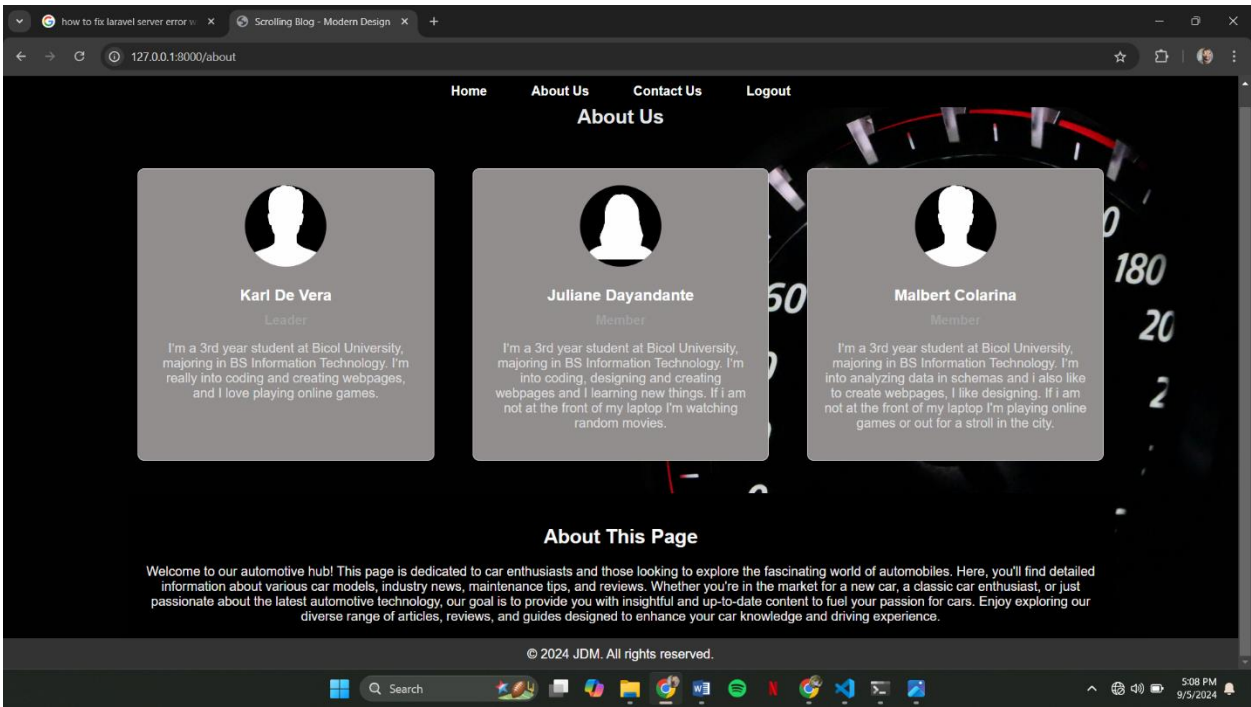 how to fix laravel server error w
Scrolling Blog - Modern Design
127.0.0.1:8000/about
Home About Us Contact Us Logout
About Us
Karl De Vera
Leader
I'm a 3rd year student at Bicol University,
majoring in BS Information Technology. I'm
really into coding and creating webpages,
and I love playing online games.
Juliane Dayandante
Member
I'm a 3rd year student at Bicol University,
majoring in BS Information Technology. I'm
into coding, designing and creating
webpages and I learning new things. If i am
not at the front of my laptop I'm watching
random movies.
Malbert Colarina
Member
I'm a 3rd year student at Bicol University,
majoring in BS Information Technology. I'm
into analyzing data in schemas and i also like
to create webpages, I like designing. If i am
not at the front of my laptop I'm playing online
games or out for a stroll in the city.
60
180
20
2
0
About This Page
Welcome to our automotive hub! This page is dedicated to car enthusiasts and those looking to explore the fascinating world of automobiles. Here, you'll find detailed
information about various car models, industry news, maintenance tips, and reviews. Whether you're in the market for a new car, a classic car enthusiast, or just
passionate about the latest automotive technology, our goal is to provide you with insightful and up-to-date content to fuel your passion for cars. Enjoy exploring our
diverse range of articles, reviews, and guides designed to enhance your car knowledge and driving experience.
© 2024 JDM. All rights reserved.
Search
5:08 PM
9/5/2024